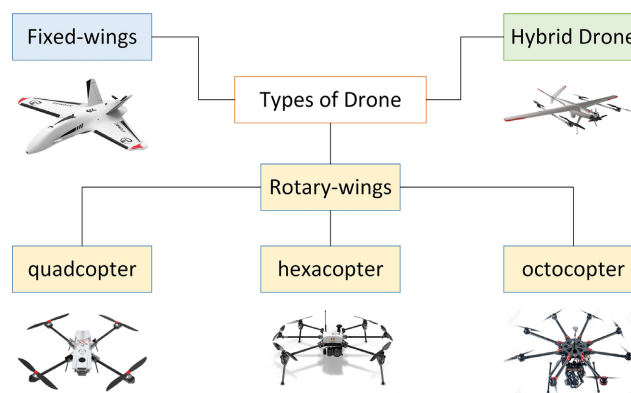 Fixed-wings
Hybrid Drone
Types of Drone
Rotary-wings
quadcopter
hexacopter
octocopter